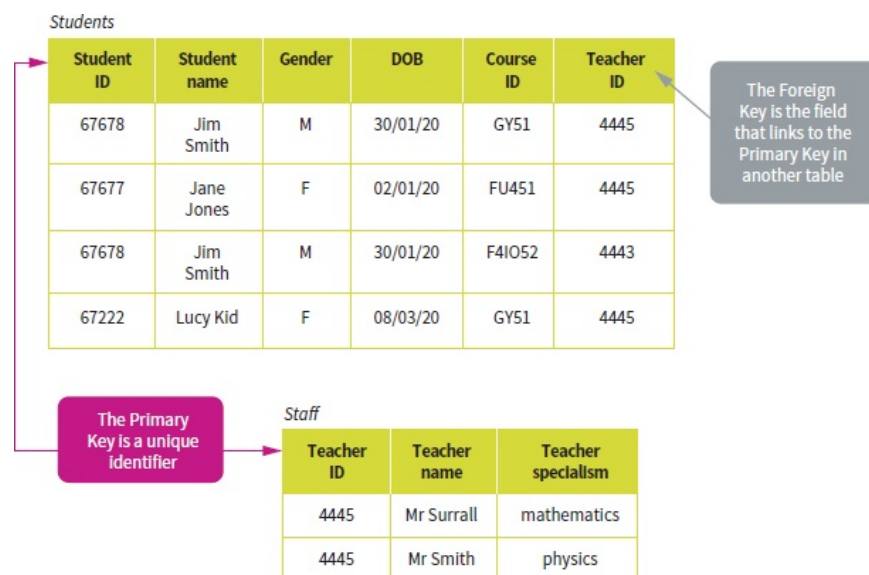 Students
Student ID Student name Gender DOB Course ID Teacher ID
67678 Jim Smith M 30/01/20 GY51 4445
67677 Jane Jones F 02/01/20 FU451 4445
67678 Jim Smith M 30/01/20 F4IO52 4443
67222 Lucy Kid F 08/03/20 GY51 4445
The Foreign
Key is the field
that links to the
Primary Key in
another table
The Primary
Key is a unique
identifier
Staff
Teacher ID Teacher name Teacher specialism
4445 Mr Surrall mathematics
4445 Mr Smith physics